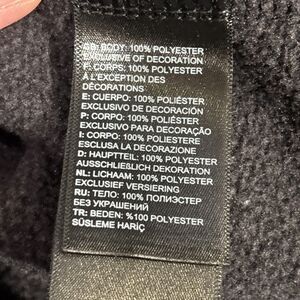 GB: BODY: 100% POLYESTER
EXCLUSIVE OF DECORATION
F: CORPS: 100% POLYESTER
À L'EXCEPTION DES
DÉCORATIONS
E: CUERPO: 100% POLIÉSTER
EXCLUSIVO DE DECORACIÓN
P: CORPO: 100% POLIÉSTER
EXCLUSIVO PARA DECORAÇÃO
I: CORPO: 100% POLIESTERE
ESCLUSA LA DECORAZIONE
D: HAUPTTEIL: 100% POLYESTER
AUSSCHLIEẞLICH DEKORATION
NL: LICHAAM: 100% POLYESTER
EXCLUSIEF VERSIERING
RU: ТЕЛО: 100% ПОЛИЭСТЕР
БЕЗ УКРАШЕНИЙ
TR: BEDEN: %100 POLYESTER
SÜSLEME HARİÇ